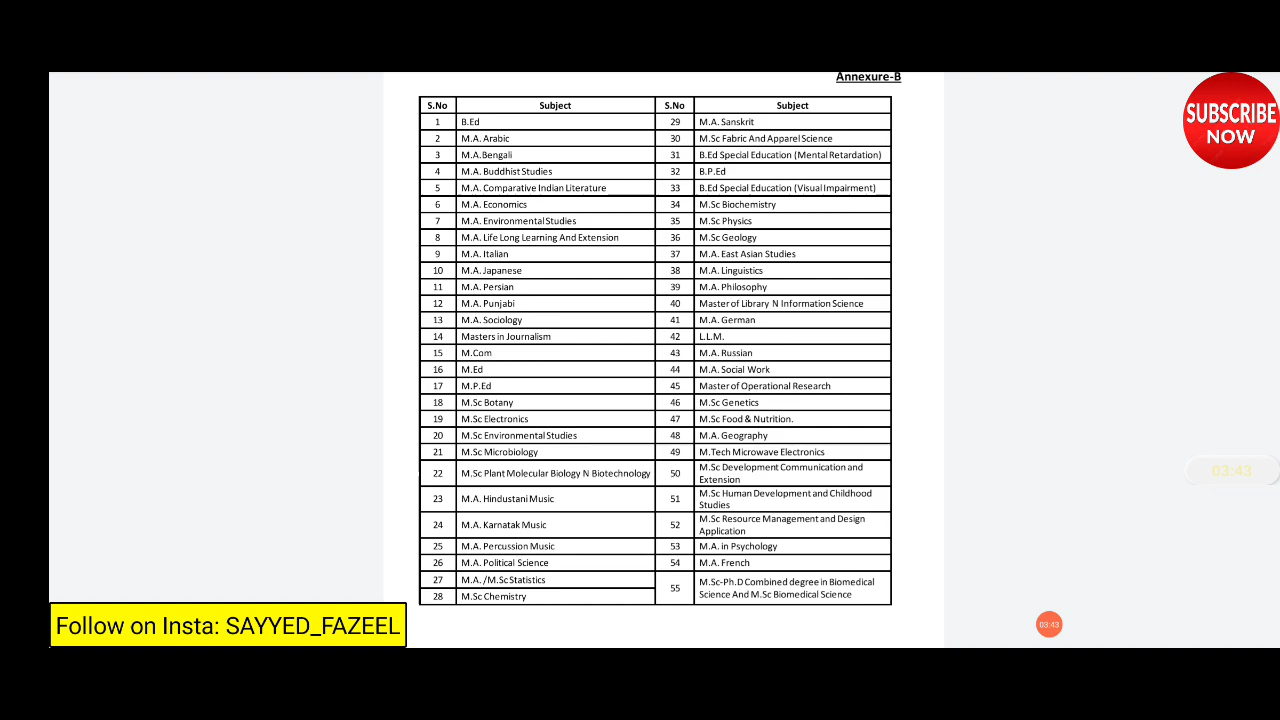 Annexure-B
S.No Subject S.No Subject
1 B.Ed 29 M.A. Sanskrit
2 M.A. Arabic 30 M.Sc Fabric And Apparel Science
3 M.A.Bengali 31 B.Ed Special Education (Mental Retardation)
4 M.A. Buddhist Studies 32 B.P.Ed
5 M.A. Comparative Indian Literature 33 B.Ed Special Education (Visual Impairment)
6 M.A. Economics 34 M.Sc Biochemistry
7 M.A. Environmental Studies 35 M.Sc Physics
8 M.A. Life Long Learning And Extension 36 M.Sc Geology
9 M.A. Italian 37 M.A. East Asian Studies
10 M.A. Japanese 38 M.A. Linguistics
11 M.A. Persian 39 M.A. Philosophy
12 M.A. Punjabi 40 Master of Library N Information Science
13 M.A. Sociology 41 M.A. German
14 Masters in Journalism 42 L.L.M.
15 M.Com 43 M.A. Russian
16 M.Ed 44 M.A. Social Work
17 M.P.Ed 45 Master of Operational Research
18 M.Sc Botany 46 M.Sc Genetics
19 M.Sc Electronics 47 M.Sc Food & Nutrition.
20 M.Sc Environmental Studies 48 M.A. Geography
21 M.Sc Microbiology 49 M.Tech Microwave Electronics
22 M.Sc Plant Molecular Biology N Biotechnology 50 M.Sc Development Communication and
Extension
23 M.A. Hindustani Music 51 M.Sc Human Development and Childhood
Studies
24 M.A. Karnatak Music 52 M.Sc Resource Management and Design
Application
25 M.A. Percussion Music 53 M.A. in Psychology
26 M.A. Political Science 54 M.A. French
27 M.A. /M.Sc Statistics 55 M.Sc-Ph.D Combined degree in Biomedical
28 M.Sc Chemistry Science And M.Sc Biomedical Science
SUBSCRIBE
NOW
03:43
03:43
Follow on Insta: SAYYED_FAZEEL